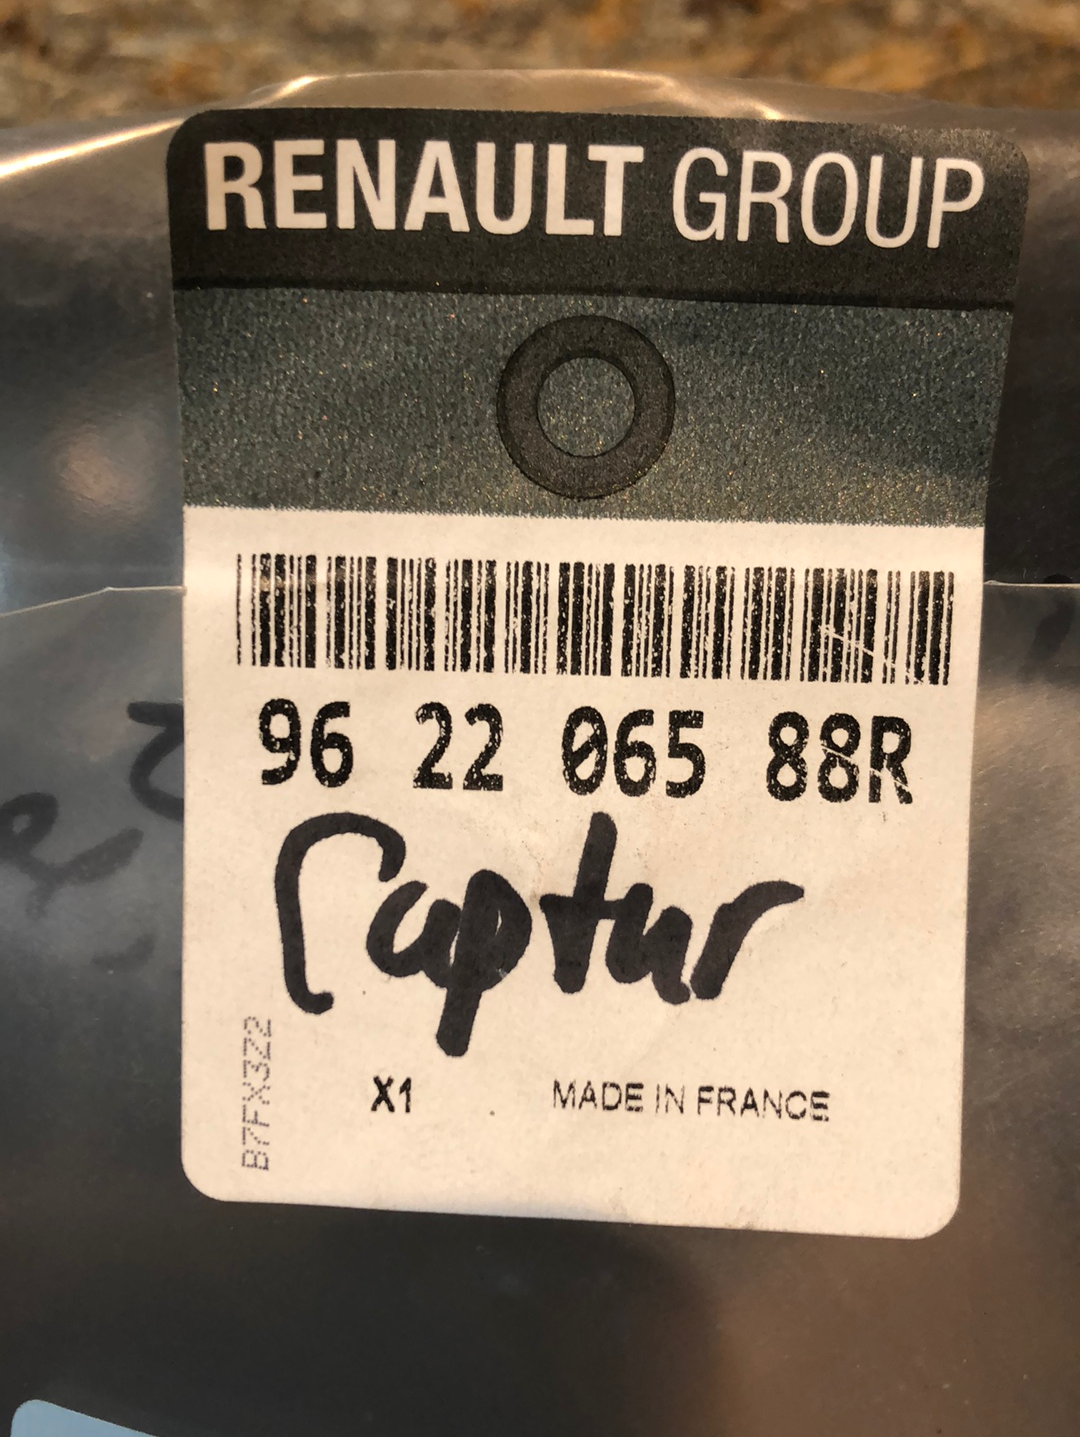 RENAULT GROUP
96 22 065 88R
Captur
B7FX3Z2
X1
MADE IN FRANCE